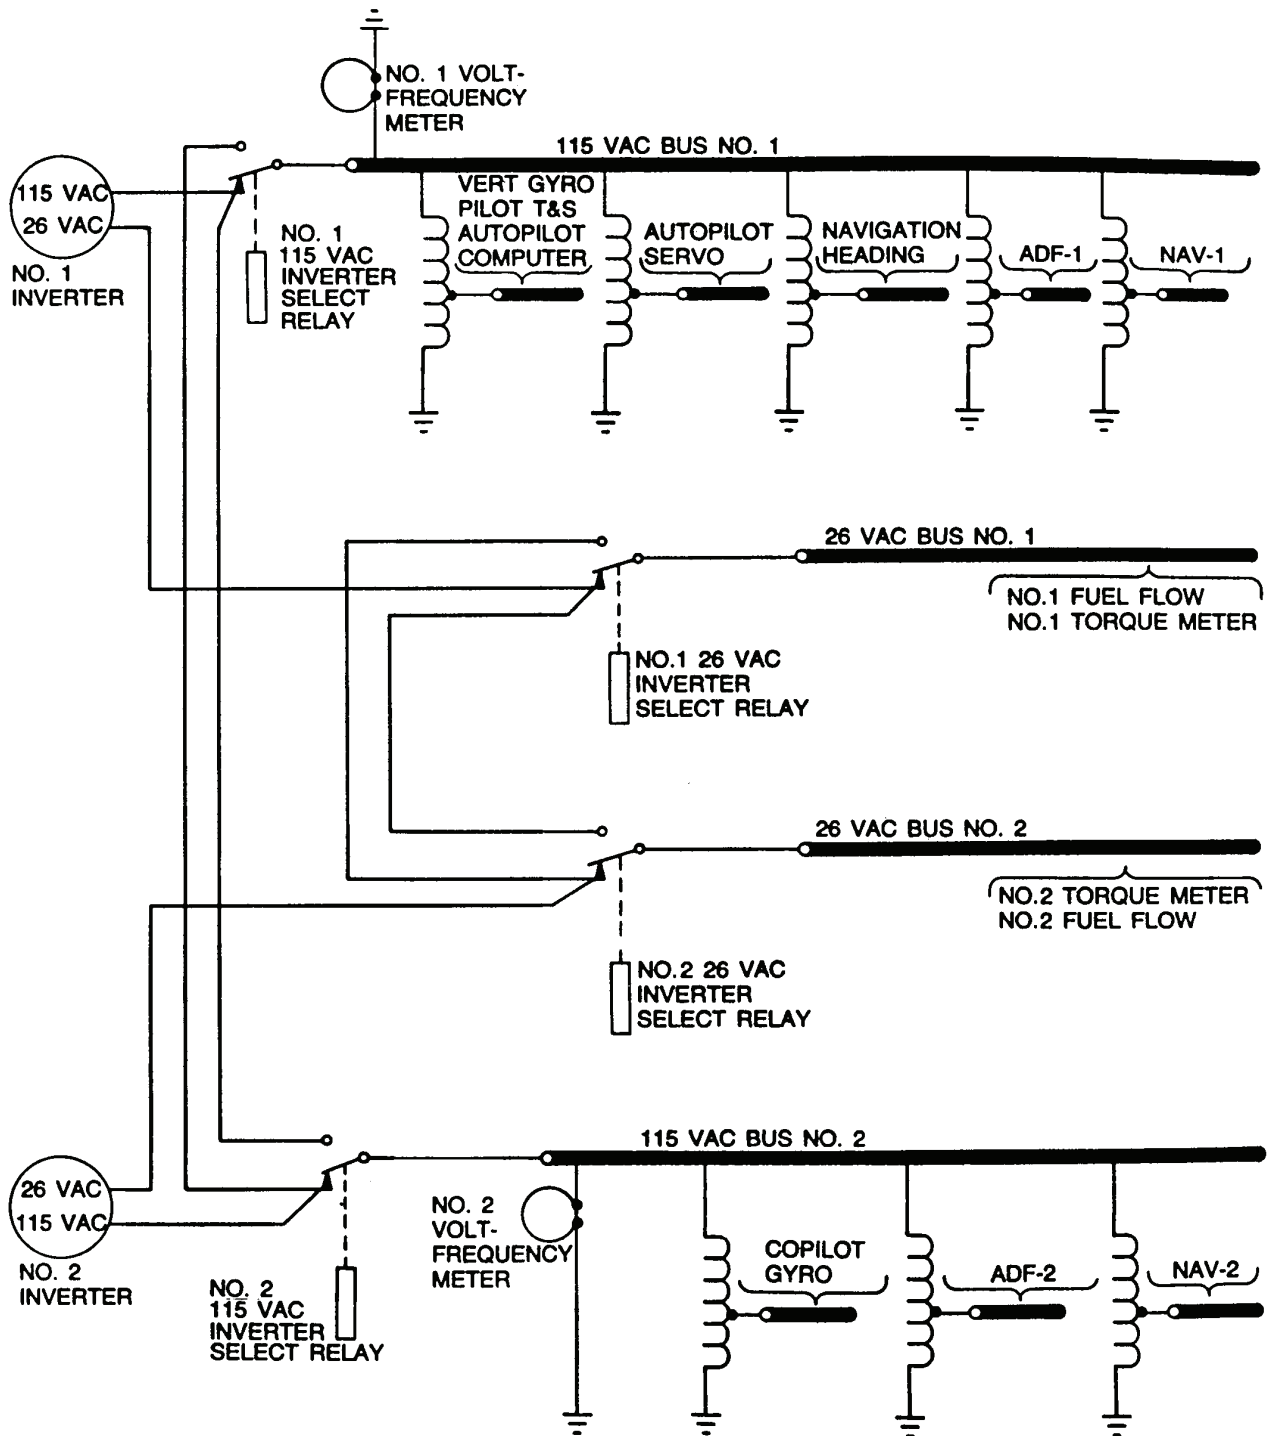 NO. 1 VOLT-
FREQUENCY
METER
115 VAC BUS NO. 1
115 VAC
26 VAC
NO. 1
INVERTER
NO. 1
115 VAC
INVERTER
SELECT
RELAY
VERT GYRO
PILOT T&S
AUTOPILOT
COMPUTER
AUTOPILOT
SERVO
NAVIGATION
HEADING
ADF-1
NAV-1
26 VAC BUS NO. 1
NO.1 FUEL FLOW
NO.1 TORQUE METER
NO.1 26 VAC
INVERTER
SELECT RELAY
26 VAC BUS NO. 2
NO.2 TORQUE METER
NO.2 FUEL FLOW
NO.2 26 VAC
INVERTER
SELECT RELAY
115 VAC BUS NO. 2
26 VAC
115 VAC
NO. 2
INVERTER
NO. 2
115 VAC
INVERTER
SELECT RELAY
NO. 2
VOLT-
FREQUENCY
METER
COPILOT
GYRO
ADF-2
NAV-2